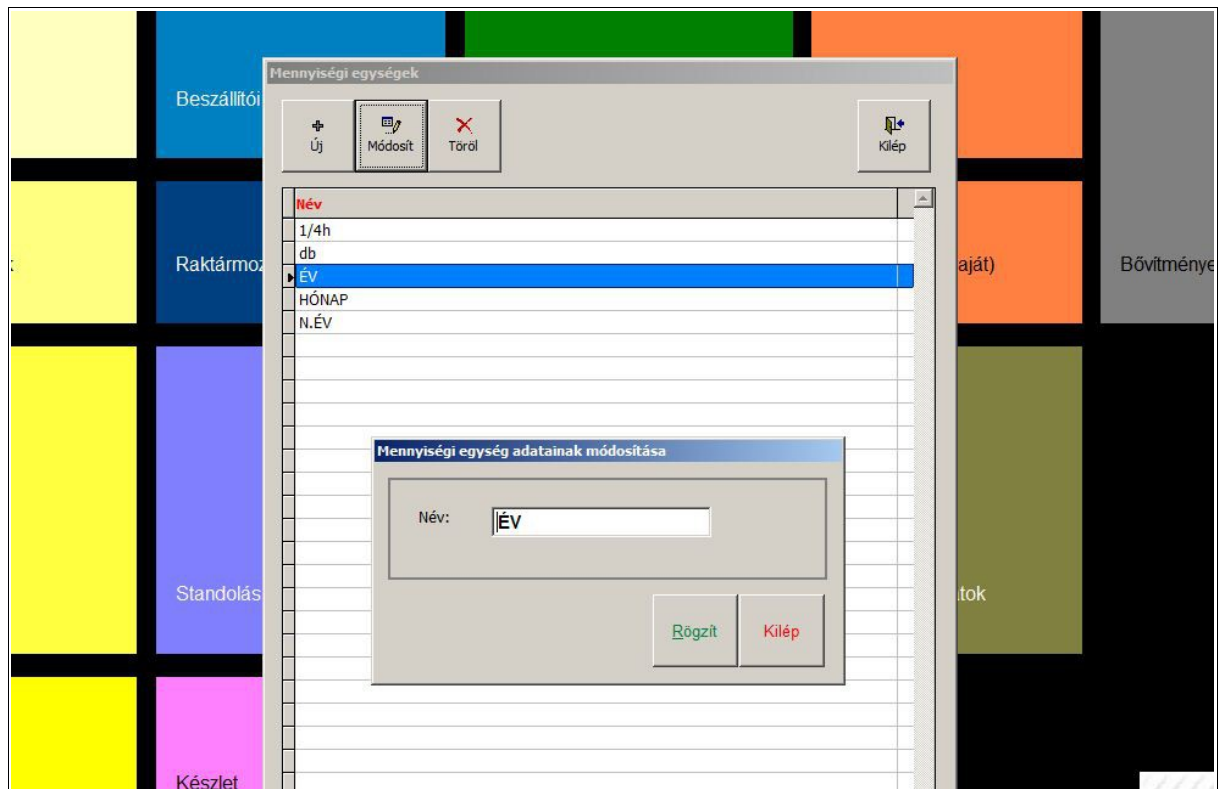 Mennyiségi egységek
Beszállítói
Új
Módosít
Töröl
Kilép
Név
1/4h
db
ÉV
HÓNAP
N.ÉV
Raktármoz
aját)
Bővítménye
Mennyiségi egység adatainak módosítása
Név:
ÉV
Rögzít
Kilép
Standolás
tok
Készlet